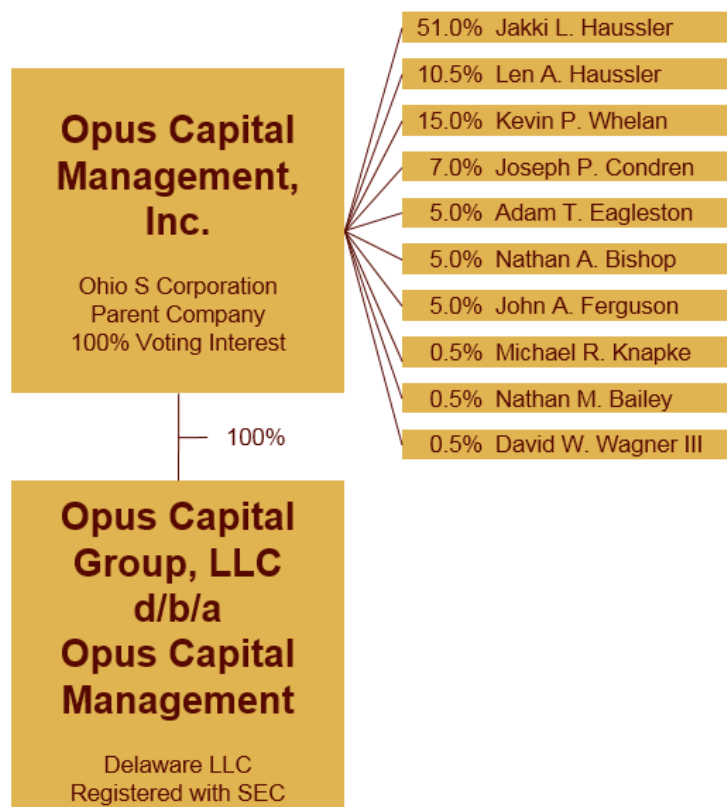 Opus Capital
Management,
Inc.
Ohio S Corporation
Parent Company
100% Voting Interest
51.0% Jakki L. Haussler
10.5% Len A. Haussler
15.0% Kevin P. Whelan
7.0% Joseph P. Condren
5.0% Adam T. Eagleston
5.0% Nathan A. Bishop
5.0% John A. Ferguson
0.5% Michael R. Knapke
0.5% Nathan M. Bailey
0.5% David W. Wagner III
100%
Opus Capital
Group, LLC
d/b/a
Opus Capital
Management
Delaware LLC
Registered with SEC